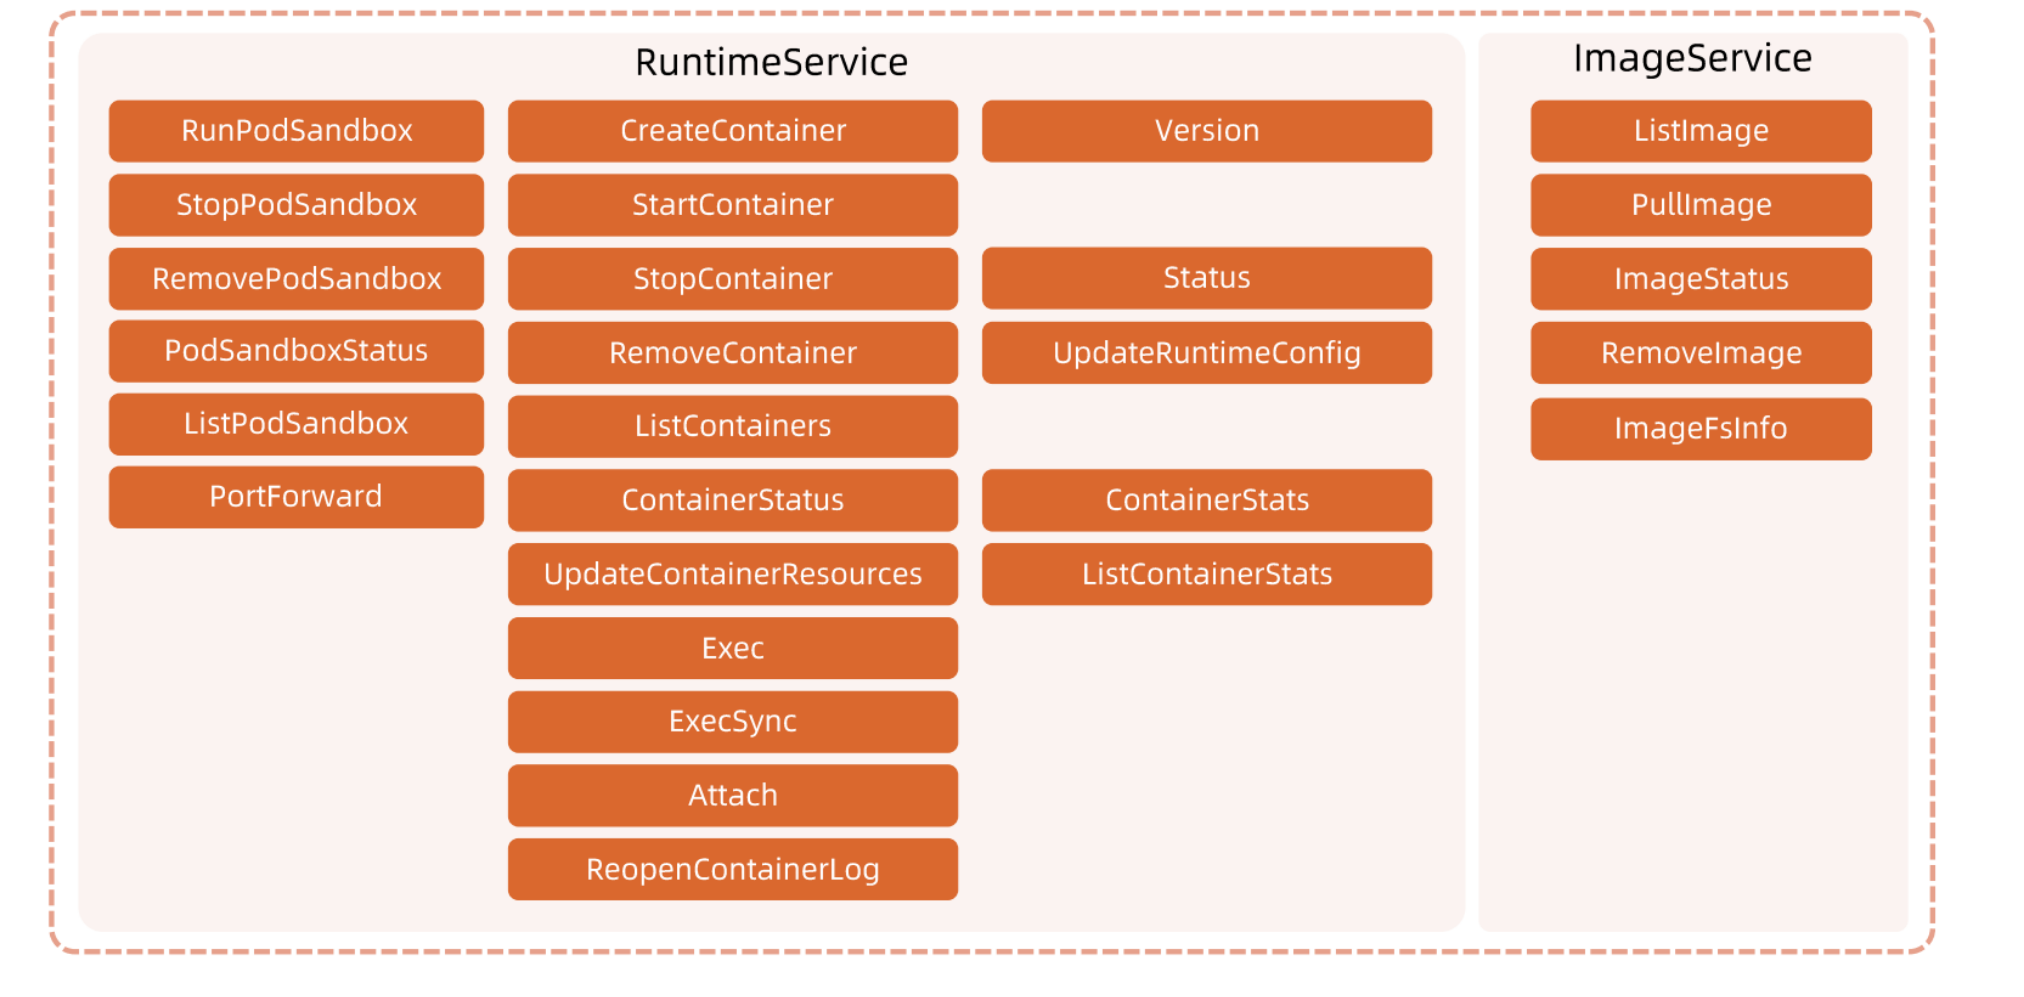 RuntimeService
RunPodSandbox
StopPodSandbox
RemovePodSandbox
PodSandboxStatus
ListPodSandbox
PortForward
CreateContainer
StartContainer
StopContainer
RemoveContainer
ListContainers
ContainerStatus
UpdateContainerResources
Exec
ExecSync
Attach
ReopenContainerLog
Version
Status
UpdateRuntimeConfig
ContainerStats
ListContainerStats
ImageService
ListImage
PullImage
ImageStatus
RemoveImage
ImageFsInfo